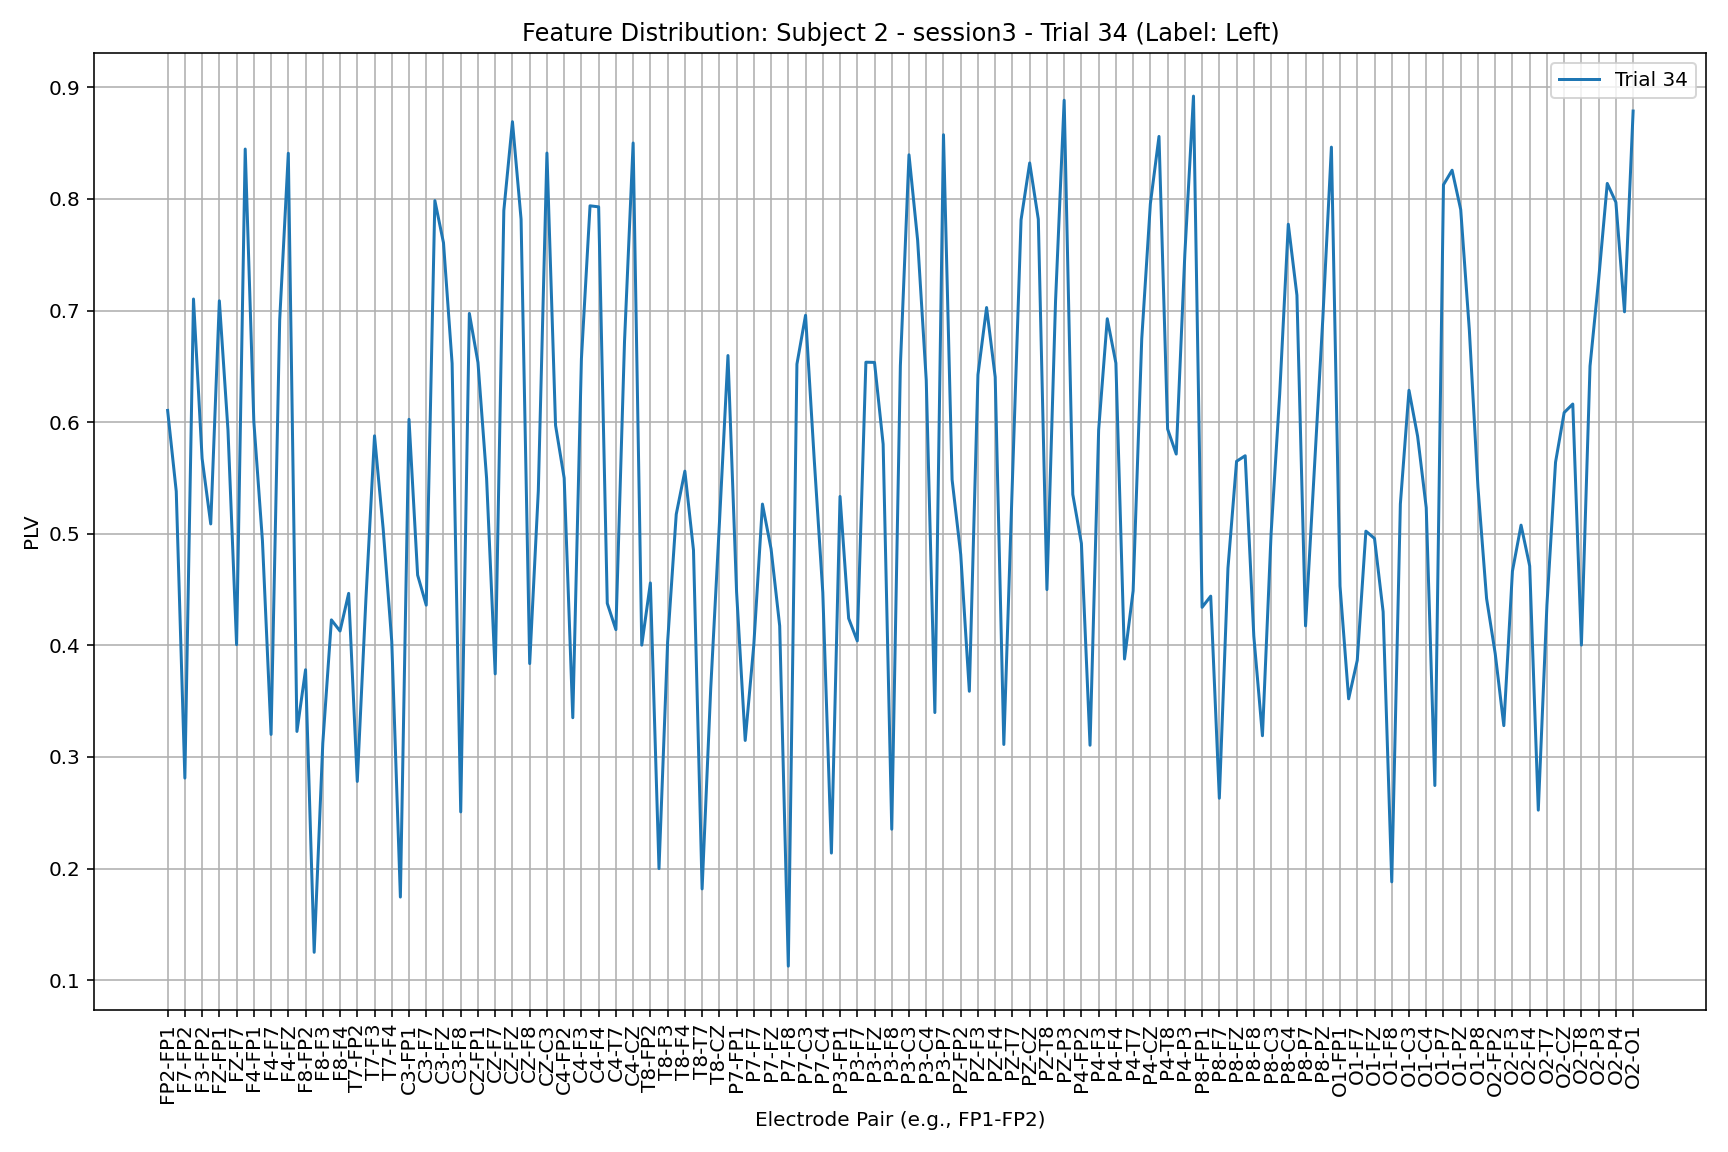 Feature Distribution: Subject 2 - session3 - Trial 34 (Label: Left)
Trial 34
PLV
0.9
0.8
0.7
0.6
0.5
0.4
0.3
0.2
0.1
FP2-FP1
F7-FP2
F3-FP2
FZ-FP1
FZ-F7
F4-FP1
F4-F7
F4-FZ
F8-FP2
F8-F3
F8-F4
T7-FP2
T7-F3
T7-F4
C3-FP1
C3-F7
C3-FZ
C3-F8
CZ-FP1
CZ-F7
CZ-FZ
CZ-F8
CZ-C3
C4-FP2
C4-F3
C4-F4
C4-T7
C4-CZ
T8-FP2
T8-F3
T8-F4
T8-T7
T8-CZ
P7-FP1
P7-F7
P7-FZ
P7-F8
P7-C3
P7-C4
P3-FP1
P3-F7
P3-FZ
P3-F8
P3-C3
P3-C4
P3-P7
PZ-FP2
PZ-F3
PZ-F4
PZ-T7
PZ-CZ
PZ-T8
PZ-P3
P4-FP2
P4-F3
P4-F4
P4-T7
P4-CZ
P4-T8
P4-P3
P8-FP1
P8-F7
P8-FZ
P8-F8
P8-C3
P8-C4
P8-P7
P8-PZ
O1-FP1
O1-F7
O1-FZ
O1-F8
O1-C3
O1-C4
O1-P7
O1-PZ
O1-P8
O2-FP2
O2-F3
O2-F4
O2-T7
O2-CZ
O2-T8
O2-P3
O2-P4
O2-O1
Electrode Pair (e.g., FP1-FP2)